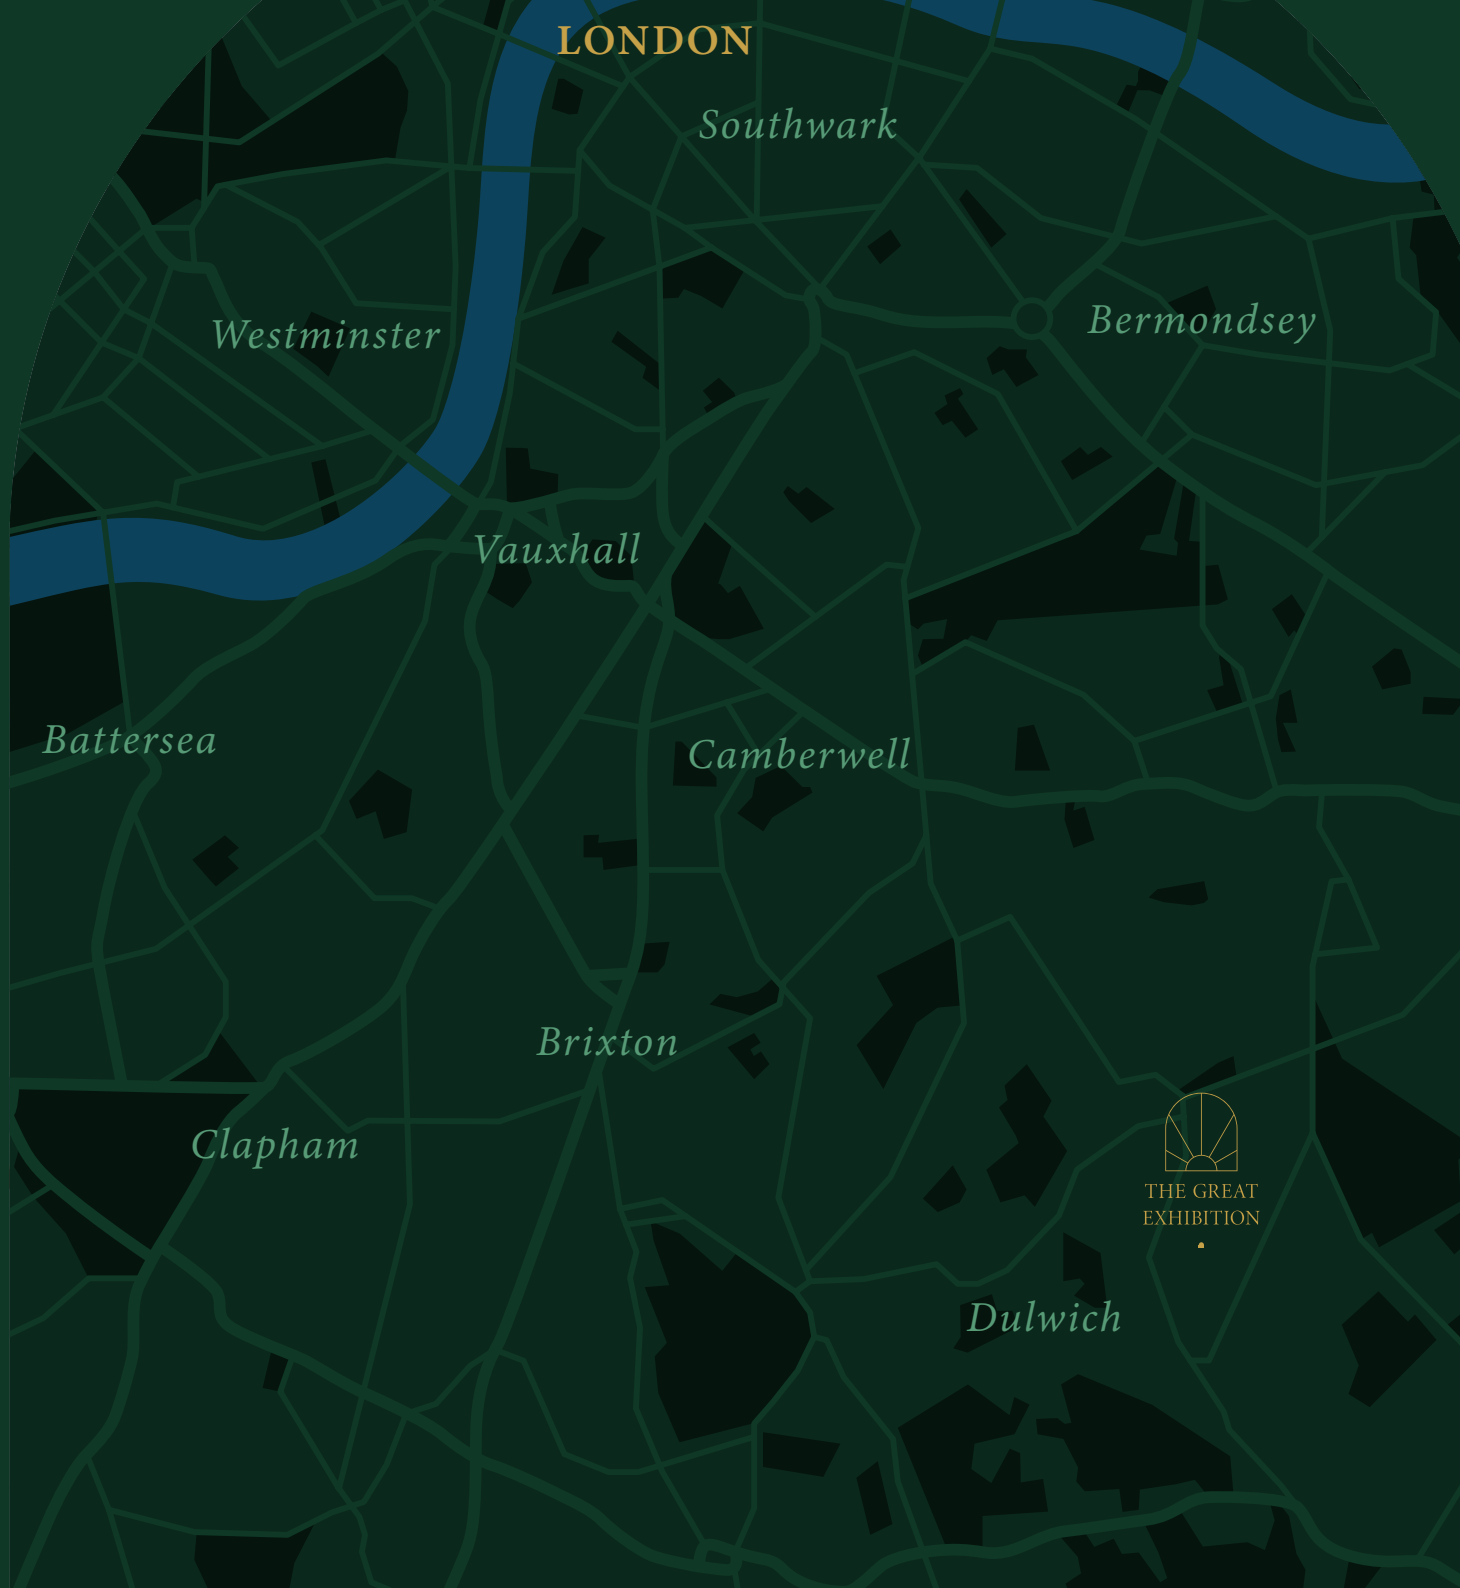 LONDON
Southwark
Westminster
Bermondsey
Vauxhall
Battersea
Camberwell
Brixton
Clapham
THE GREAT
EXHIBITION
Dulwich